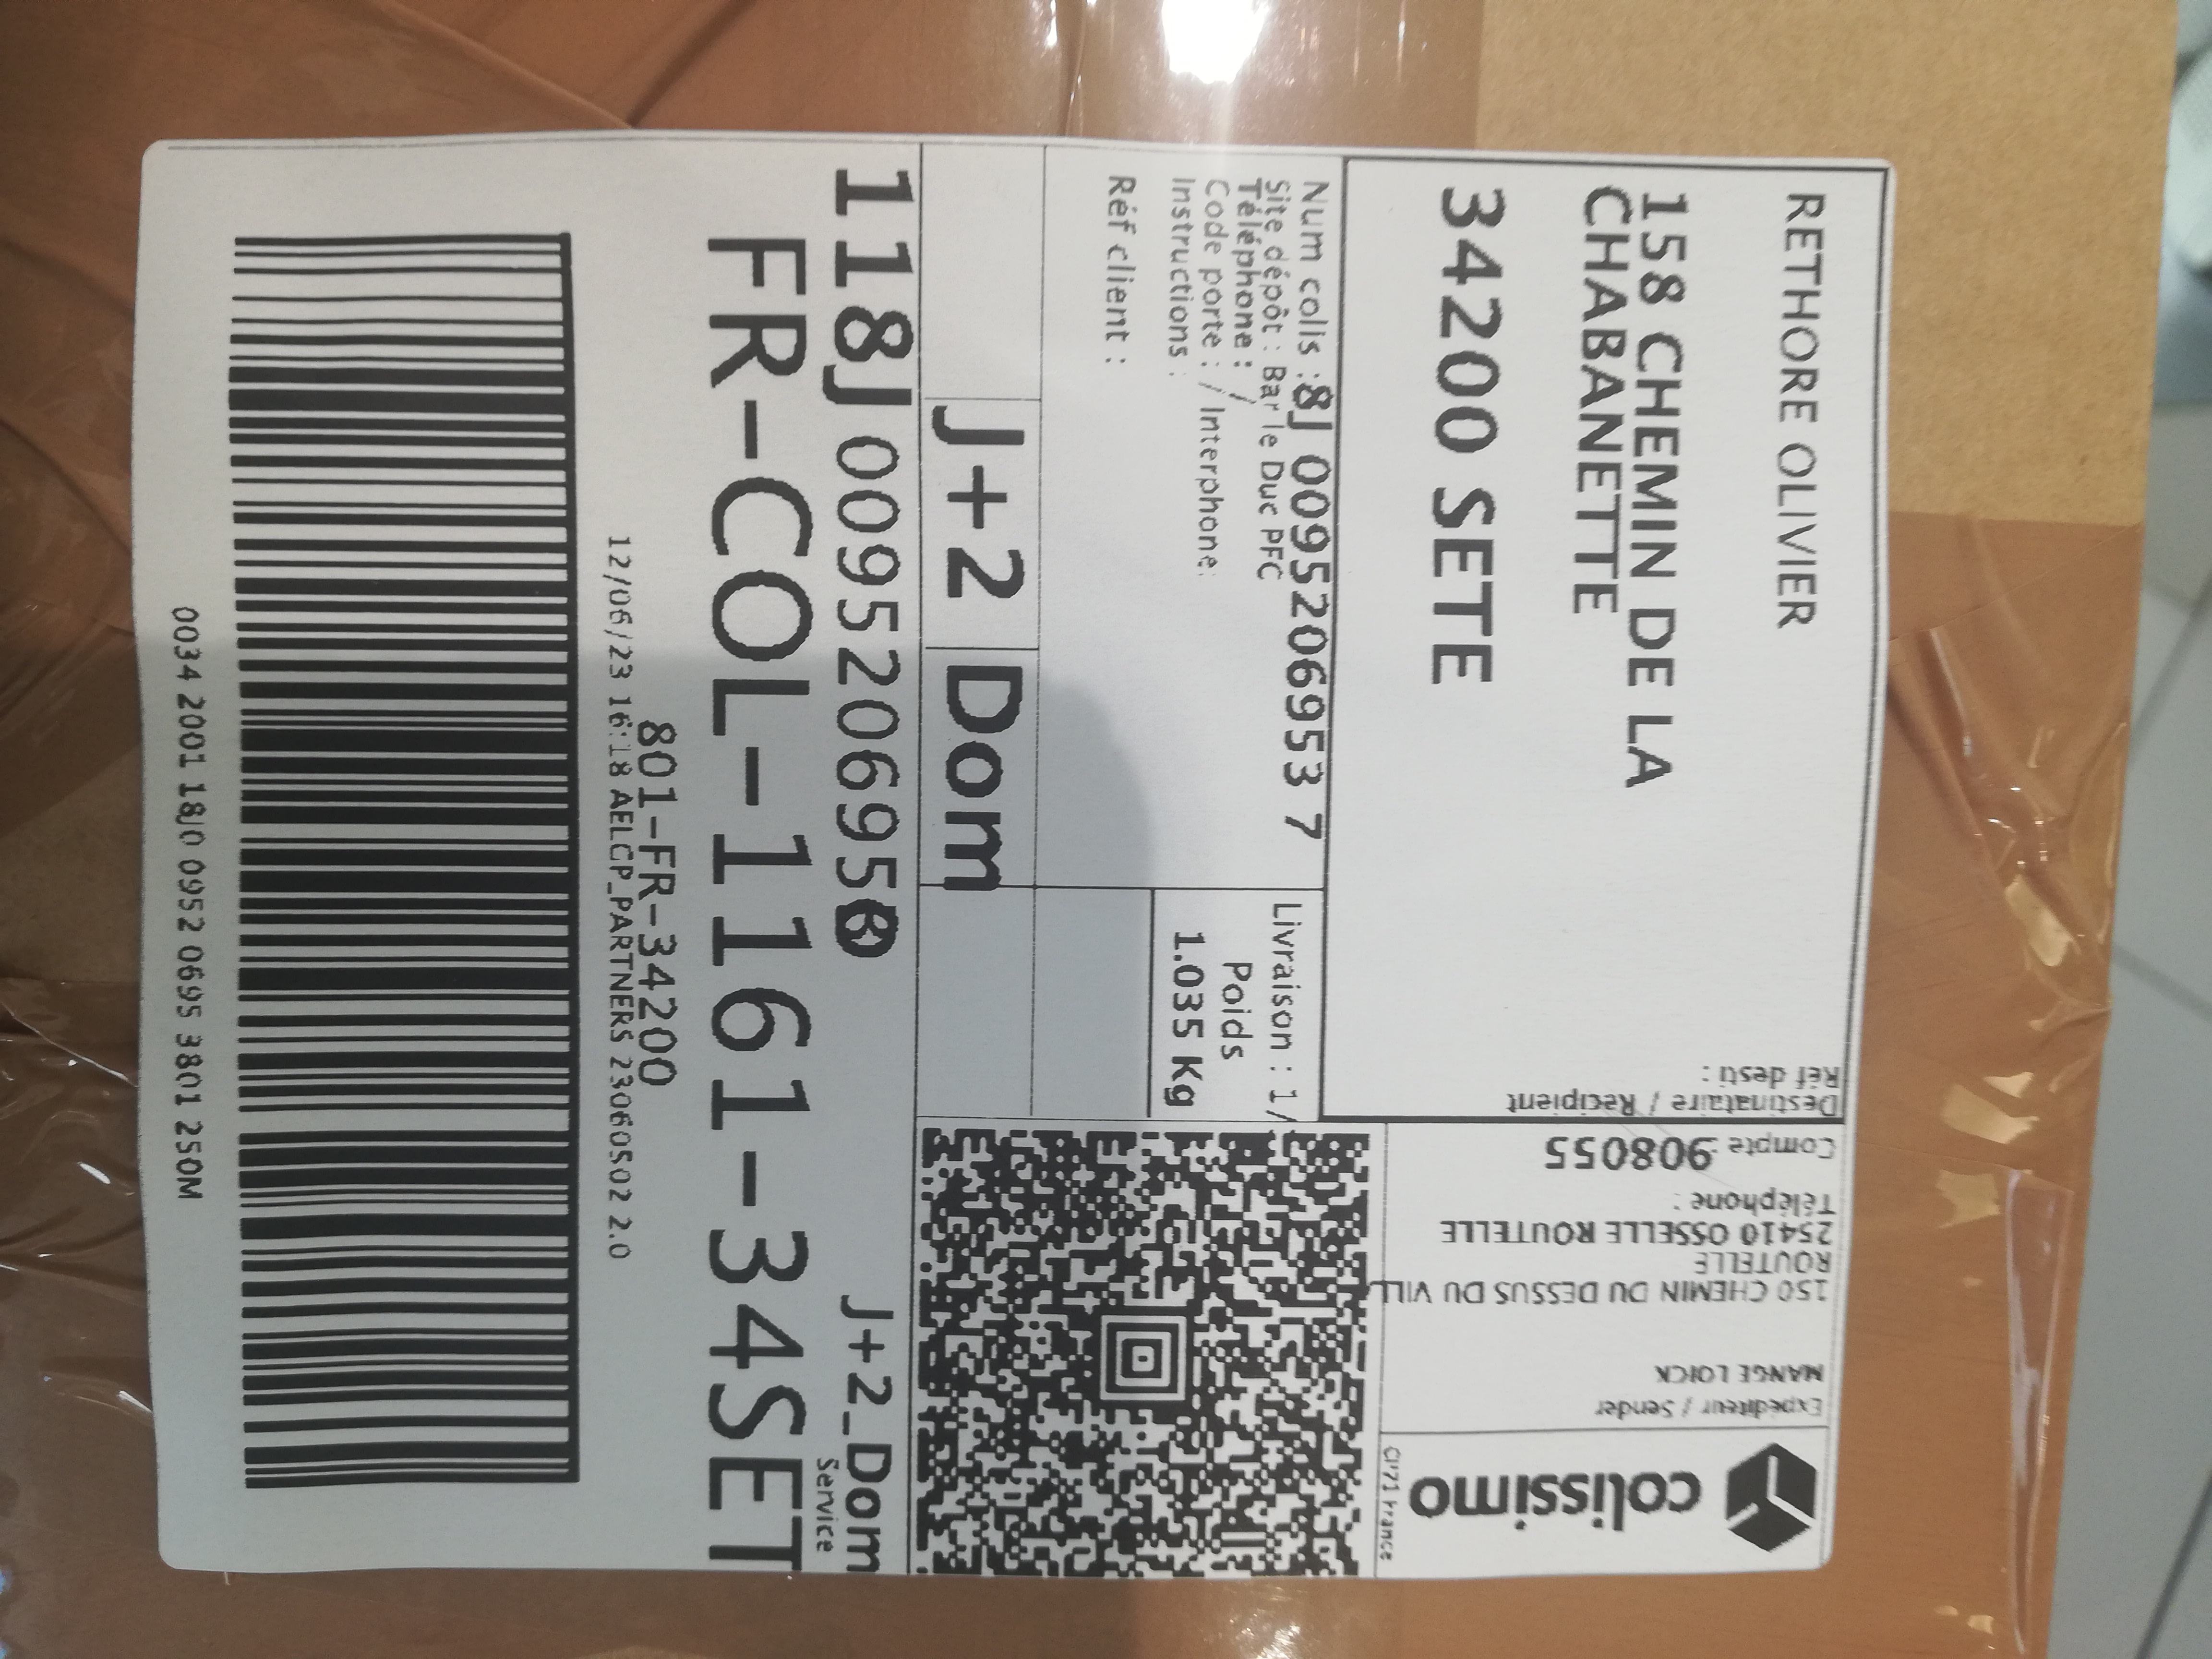 colissimo
Expéditeur / Sender
MANGE LOICK
150 CHEMIN DU DESSUS DU VILL
ROUTELLE
25410 OSSELLE ROUTELLE
Téléphone :
Compte : 908055
Destinataire / Recipient
Réf desti :
RETHORE OLIVIER
158 CHEMIN DE LA
CHABANETTE
34200 SETE
Num colis : 8J 00952069537
Site dépôt : Bar le Duc PFC
Téléphone : /
Code porte : / Interphone:
Instructions :
Réf client :
Livraison : 1/
Poids
1.035 Kg
J+2 Dom
118J 009520695
J+2_Dom
Service
FR-COL-1161-34SET
801-FR-34200
12/06/23 16:18 AELCP_PARTNERS 23060502 2.0
0034 2001 18J0 0952 0695 3801 250M